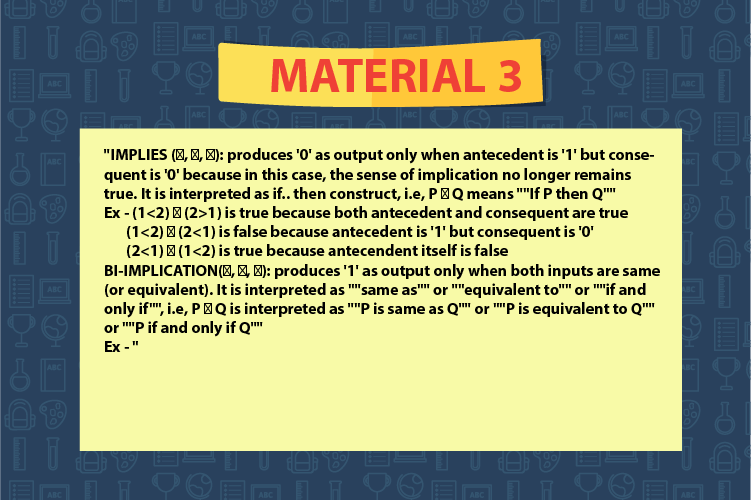 MATERIAL 3
"IMPLIES (☒, ☒, ☒): produces '0' as output only when antecedent is '1' but conse-
quent is '0' because in this case, the sense of implication no longer remains
true. It is interpreted as if.. then construct, i.e, P ☒ Q means ""If P then Q""
Ex - (1<2) ☒ (2>1) is true because both antecedent and consequent are true
(1<2) ☒ (2<1) is false because antecedent is '1' but consequent is '0'
(2<1) ☒ (1<2) is true because antecendent itself is false
BI-IMPLICATION(☒, ☒, ☒): produces '1' as output only when both inputs are same
(or equivalent). It is interpreted as ""same as"" or ""equivalent to"" or ""if and
only if"", i.e, P ☒ Q is interpreted as ""P is same as Q"" or ""P is equivalent to Q""
or ""P if and only if Q""
Ex - "